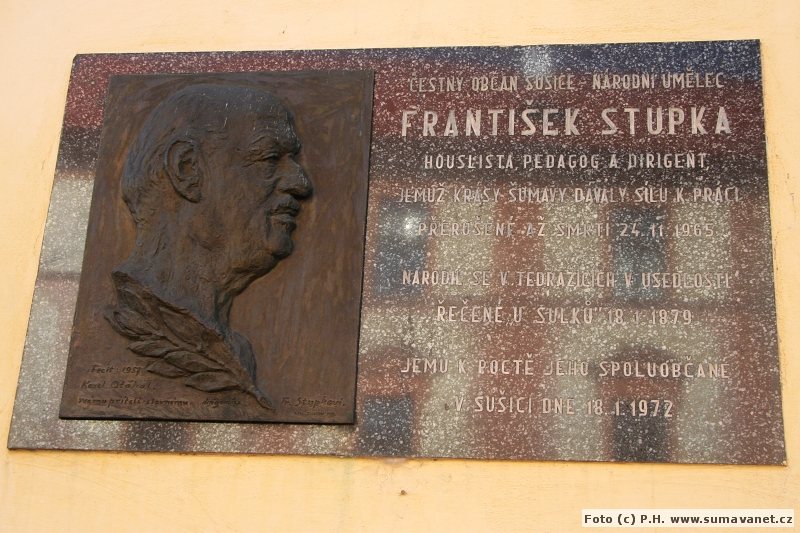 ČESTNÝ OBČAN SUŠICE - NÁRODNÍ UMĚLEC
FRANTIŠEK STUPKA
HOUSLISTA, PEDAGOG A DIRIGENT,
JEMUŽ KRÁSY ŠUMAVY DÁVALY SÍLU K PRÁCI
PŘERUŠENÉ AŽ SMRTÍ 24.11.1965.
NARODIL SE V TEDRAŽICÍCH V USEDLOSTI
ŘEČENÉ U "SULKŮ" 18.1.1879
JEMU K POCTĚ JEHO SPOLUOBČANÉ
V SUŠICI DNE 18.1.1972
Fecit 1957
Karel Otáhal
Fr. Stupkovi
Foto (c) P.H. www.sumavanet.cz